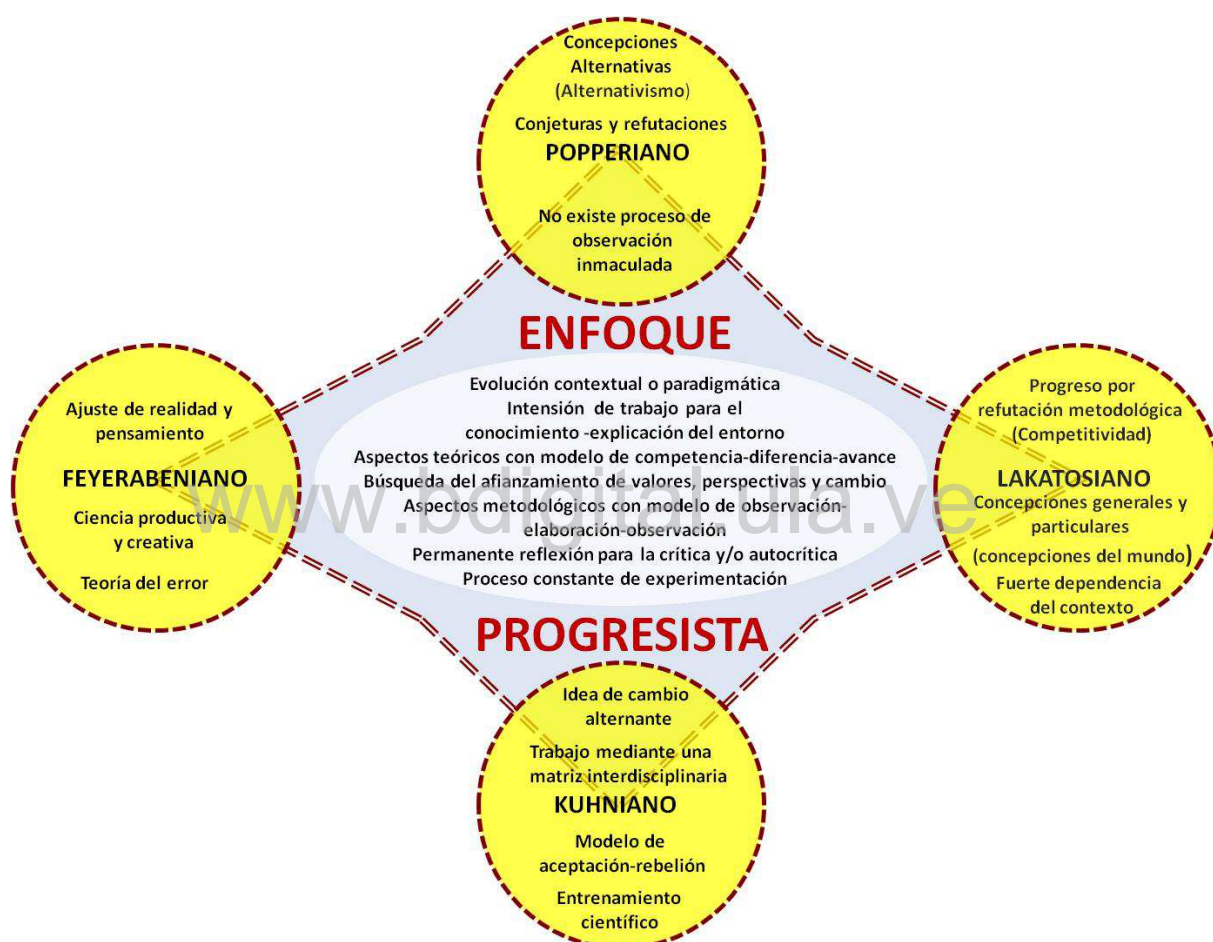 Concepciones
Alternativas
(Alternativismo)
Conjeturas y refutaciones
POPPERIANO
No existe proceso de
observación
inmaculada
ENFOQUE
Evolución contextual o paradigmática
Intensión de trabajo para el
conocimiento -explicación del entorno
Aspectos teóricos con modelo de competencia-diferencia-avance
Búsqueda del afianzamiento de valores, perspectivas y cambio
Aspectos metodológicos con modelo de observación-
elaboración-observación
Permanente reflexión para la crítica y/o autocrítica
Proceso constante de experimentación
PROGRESISTA
Ajuste de realidad y
pensamiento
FEYERABENIANO
Ciencia productiva
y creativa
Teoría del error
Progreso por
refutación metodológica
(Competitividad)
LAKATOSIANO
Concepciones generales y
particulares
(concepciones del mundo)
Fuerte dependencia
del contexto
Idea de cambio
alternante
Trabajo mediante una
matriz interdisciplinaria
KUHNIANO
Modelo de
aceptación-rebelión
Entrenamiento
científico
www.bdigital.ula.ve